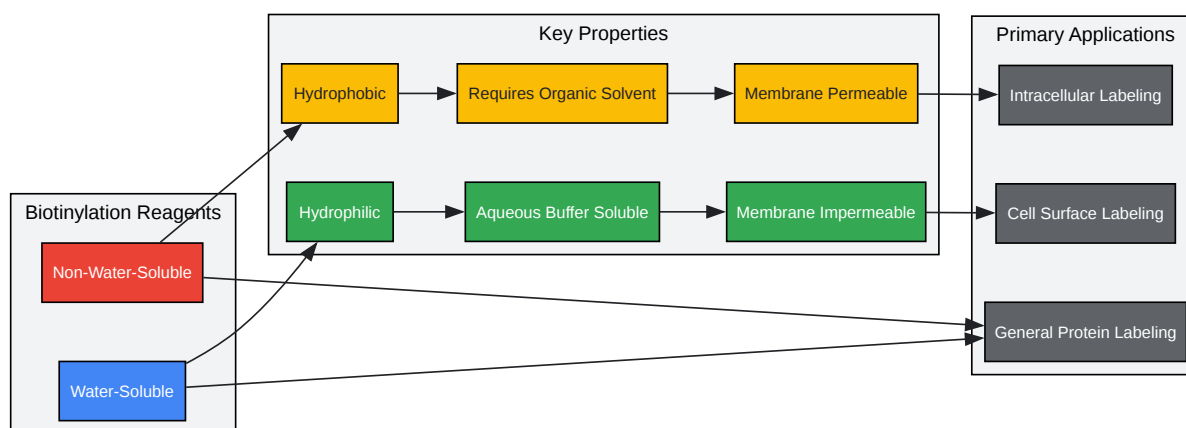 Key Properties
Primary Applications
Hydrophobic
Requires Organic Solvent
Membrane Permeable
Intracellular Labeling
Biotinylation Reagents
Hydrophilic
Aqueous Buffer Soluble
Membrane Impermeable
Cell Surface Labeling
Non-Water-Soluble
General Protein Labeling
Water-Soluble